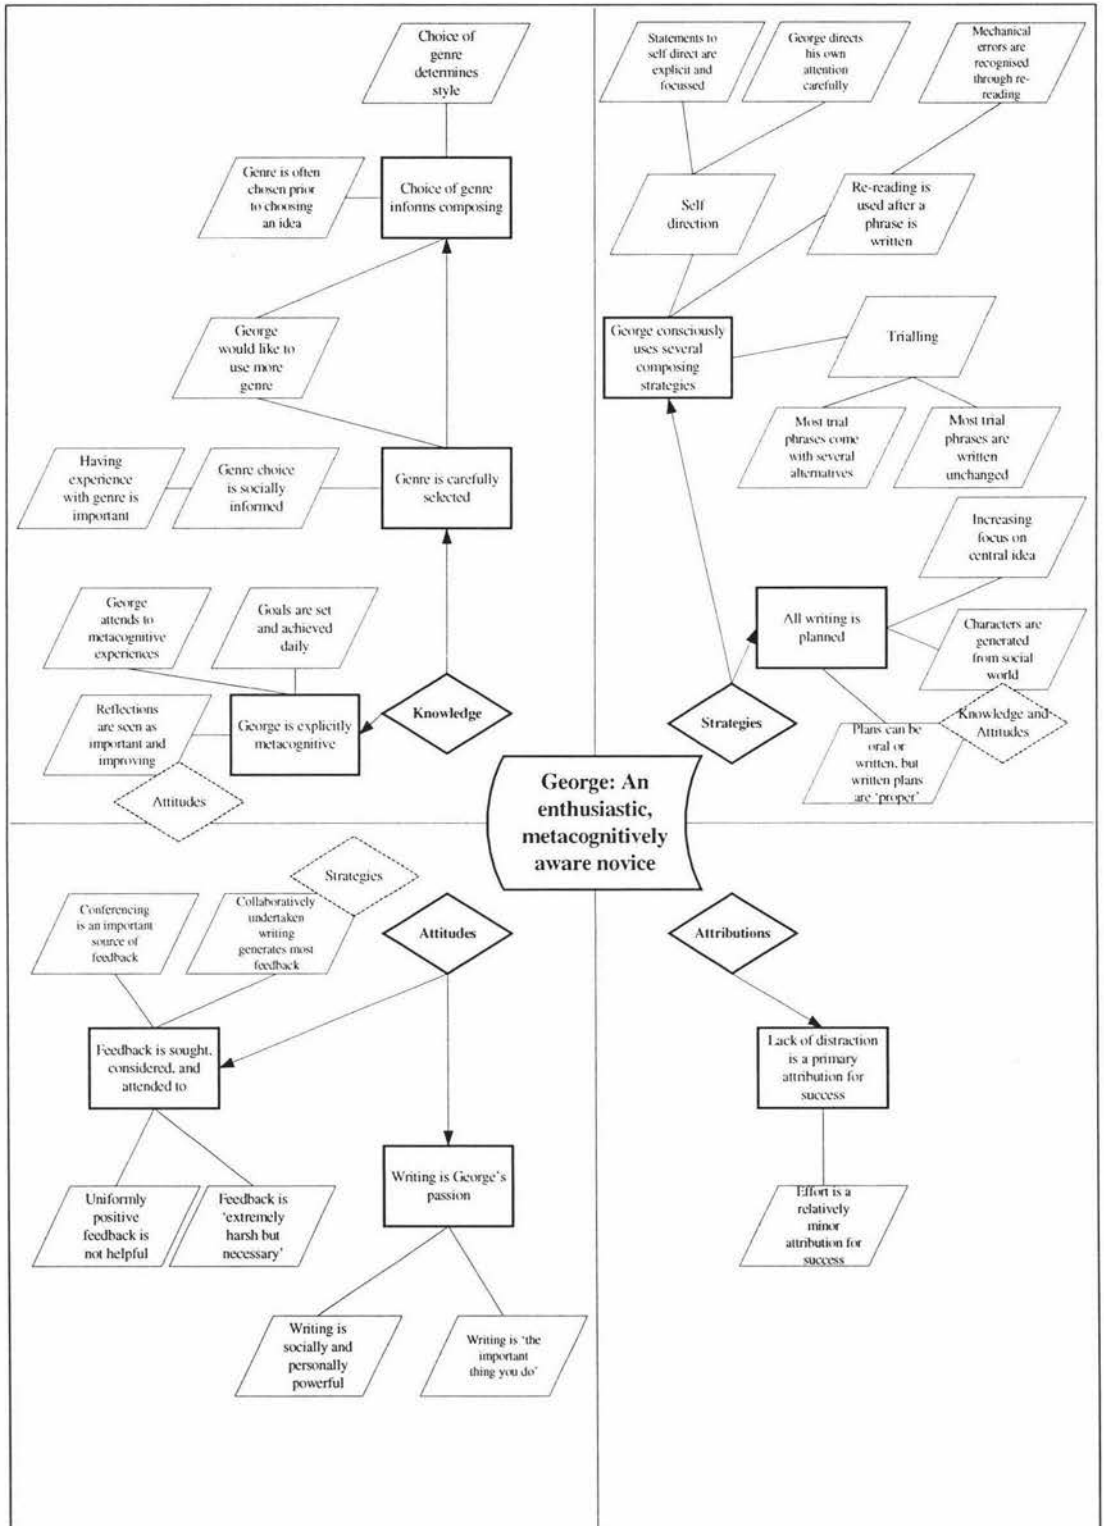 Choice of
genre
determines
style
Genre is often
chosen prior
to choosing
an idea
Choice of genre
informs composing
George
would like to
use more
genre
Having
experience
with genre is
important
Genre choice
is socially
informed
Genre is carefully
selected
George
attends to
metacognitive
experiences
Goals are set
and achieved
daily
Reflections
are seen as
important and
improving
George is explicitly
metacognitive
Knowledge
Attitudes
Statements to
self direct are
explicit and
focussed
George directs
his own
attention
carefully
Mechanical
errors are
recognised
through re-
reading
Self
direction
Re-reading is
used after a
phrase is
written
George consciously
uses several
composing
strategies
Trialling
Most trial
phrases come
with several
alternatives
Most trial
phrases are
written
unchanged
Increasing
focus on
central idea
All writing is
planned
Characters are
generated
from social
world
Strategies
Knowledge and
Attitudes
Plans can be
oral or
written, but
written plans
are ‘proper’
George: An
enthusiastic,
metacognitively
aware novice
Strategies
Conferencing
is an important
source of
feedback
Collaboratively
undertaken
writing
generates most
feedback
Attitudes
Feedback is sought,
considered, and
attended to
Uniformly
positive
feedback is
not helpful
Feedback is
‘extremely
harsh but
necessary’
Writing is George’s
passion
Writing is
socially and
personally
powerful
Writing is ‘the
important
thing you do’
Attributions
Lack of distraction
is a primary
attribution for
success
Effort is a
relatively
minor
attribution for
success